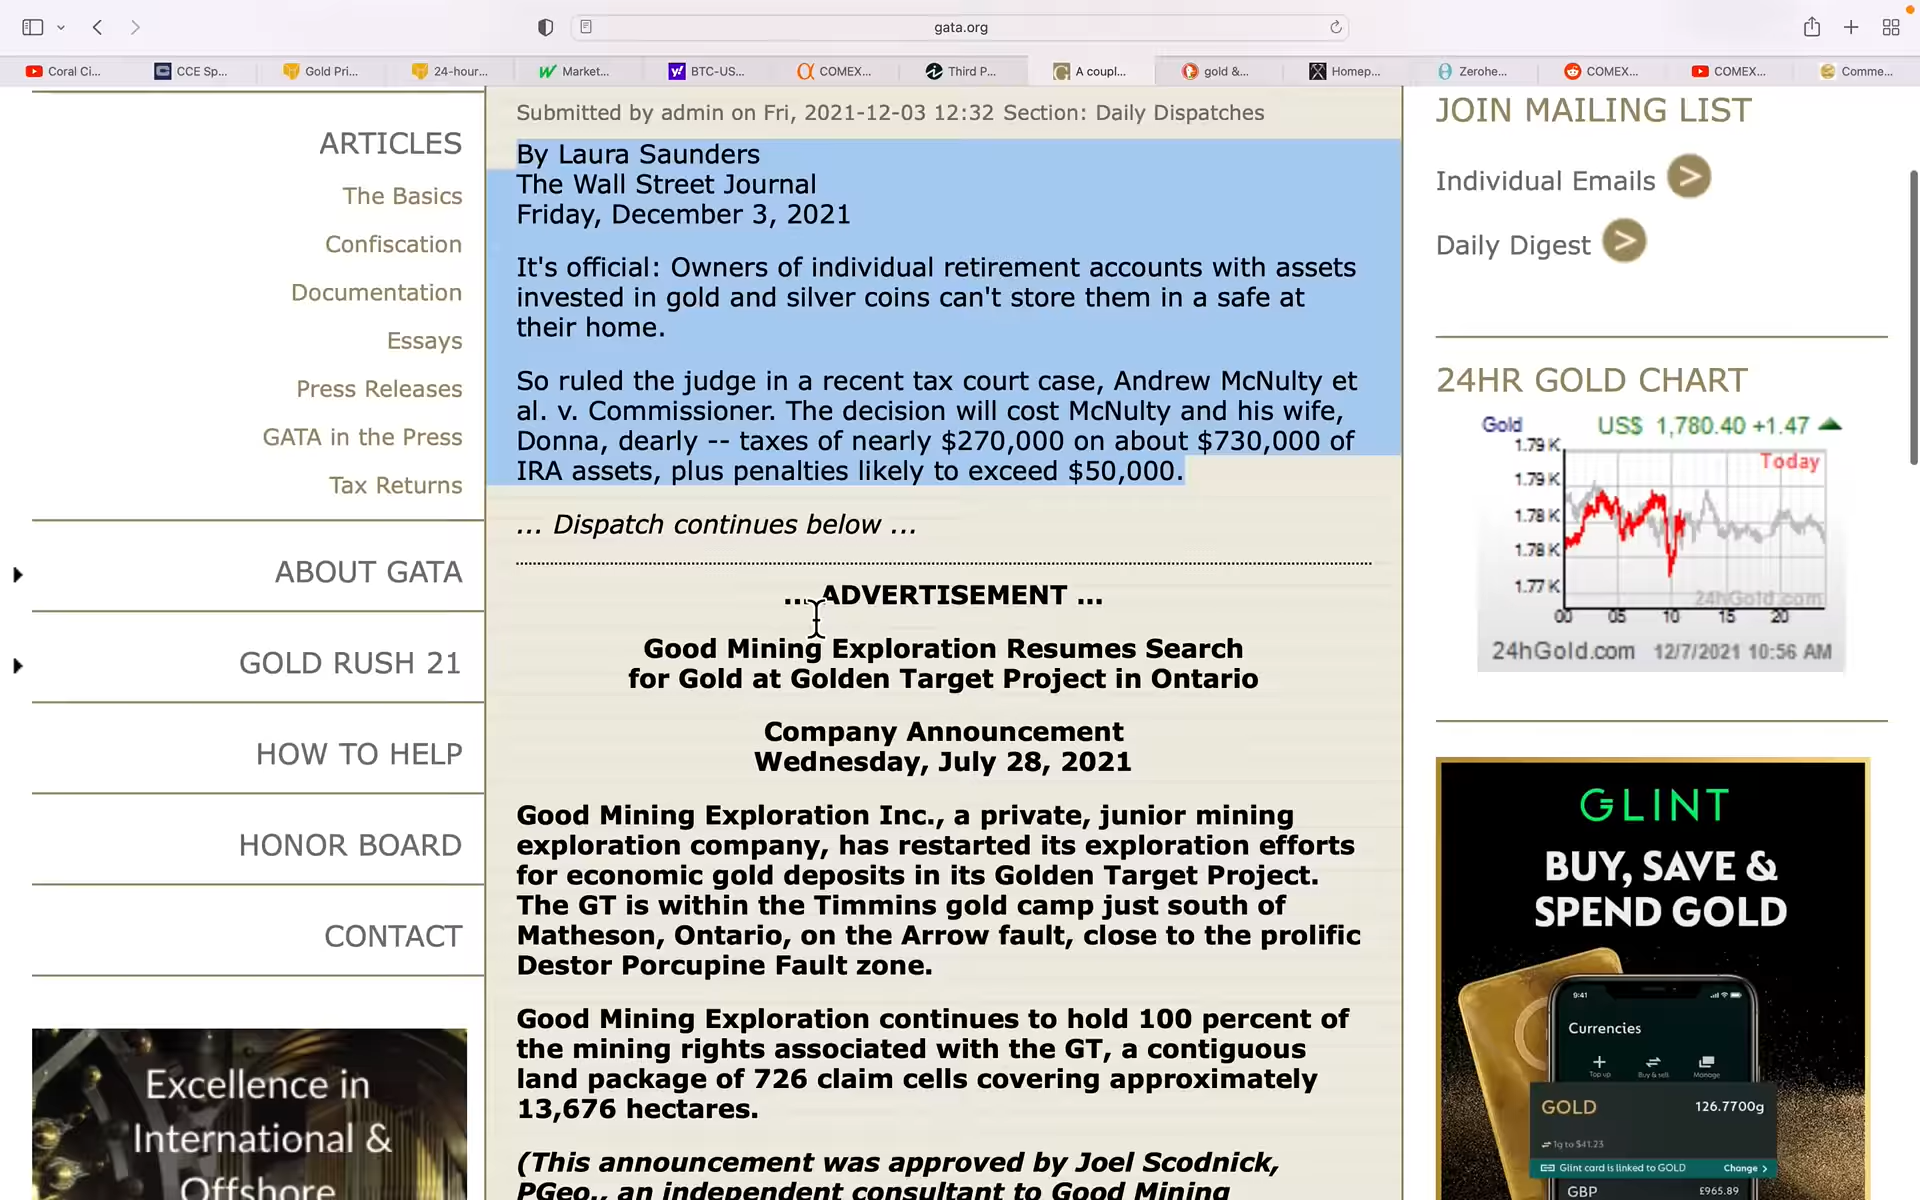 gata.org
Coral Ci...
CCE Sp...
Gold Pri...
24-hour...
Market...
BTC-US...
COMEX...
Third P...
A coupl...
gold &...
Homep...
Zerohe...
COMEX...
COMEX...
Comme...
ARTICLES
The Basics
Confiscation
Documentation
Essays
Press Releases
GATA in the Press
Tax Returns
ABOUT GATA
GOLD RUSH 21
HOW TO HELP
HONOR BOARD
CONTACT
Excellence in
International &
Offshore
Submitted by admin on Fri, 2021-12-03 12:32 Section: Daily Dispatches
By Laura Saunders
The Wall Street Journal
Friday, December 3, 2021
It's official: Owners of individual retirement accounts with assets
invested in gold and silver coins can't store them in a safe at
their home.
So ruled the judge in a recent tax court case, Andrew McNulty et
al. v. Commissioner. The decision will cost McNulty and his wife,
Donna, dearly -- taxes of nearly $270,000 on about $730,000 of
IRA assets, plus penalties likely to exceed $50,000.
... Dispatch continues below ...
... ADVERTISEMENT ...
Good Mining Exploration Resumes Search
for Gold at Golden Target Project in Ontario
Company Announcement
Wednesday, July 28, 2021
Good Mining Exploration Inc., a private, junior mining
exploration company, has restarted its exploration efforts
for economic gold deposits in its Golden Target Project.
The GT is within the Timmins gold camp just south of
Matheson, Ontario, on the Arrow fault, close to the prolific
Destor Porcupine Fault zone.
Good Mining Exploration continues to hold 100 percent of
the mining rights associated with the GT, a contiguous
land package of 726 claim cells covering approximately
13,676 hectares.
(This announcement was approved by Joel Scodnick,
PGeo., an independent consultant to Good Mining
JOIN MAILING LIST
Individual Emails >
Daily Digest >
24HR GOLD CHART
Gold US$ 1,780.40 +1.47
Today
1.79 K
1.79 K
1.78 K
1.78 K
1.77 K
24hGold.com
00 05 10 15 20
24hGold.com 12/7/2021 10:56 AM
GLINT
BUY, SAVE &
SPEND GOLD
9:41
Currencies
Top up Buy & sell Manage
GOLD 126.7700g
1g to $41.23
Glint card is linked to GOLD Change >
GBP £965.89